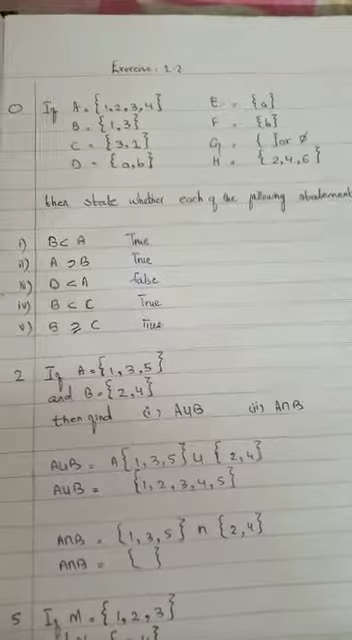 Exercise: 1.2
If A = {1,2,3,4} E = {a}
B = {1,3} F = {b}
C = {3,1} G = { } or ø
D = {a,b} H = {2,4,6}
then state whether each of the following
i) B ⊂ A True
ii) A ⊃ B True
iii) D ⊂ A false
iv) B ⊂ C True
v) B ⊇ C True
2 If A = {1,3,5}
and B = {2,4}
then find (i) A∪B (ii) A∩B
A∪B = A{1,3,5} ∪ {2,4}
A∪B = {1,2,3,4,5}
A∩B = {1,3,5} ∩ {2,4}
A∩B = { }
5 If M = {1,2,3}